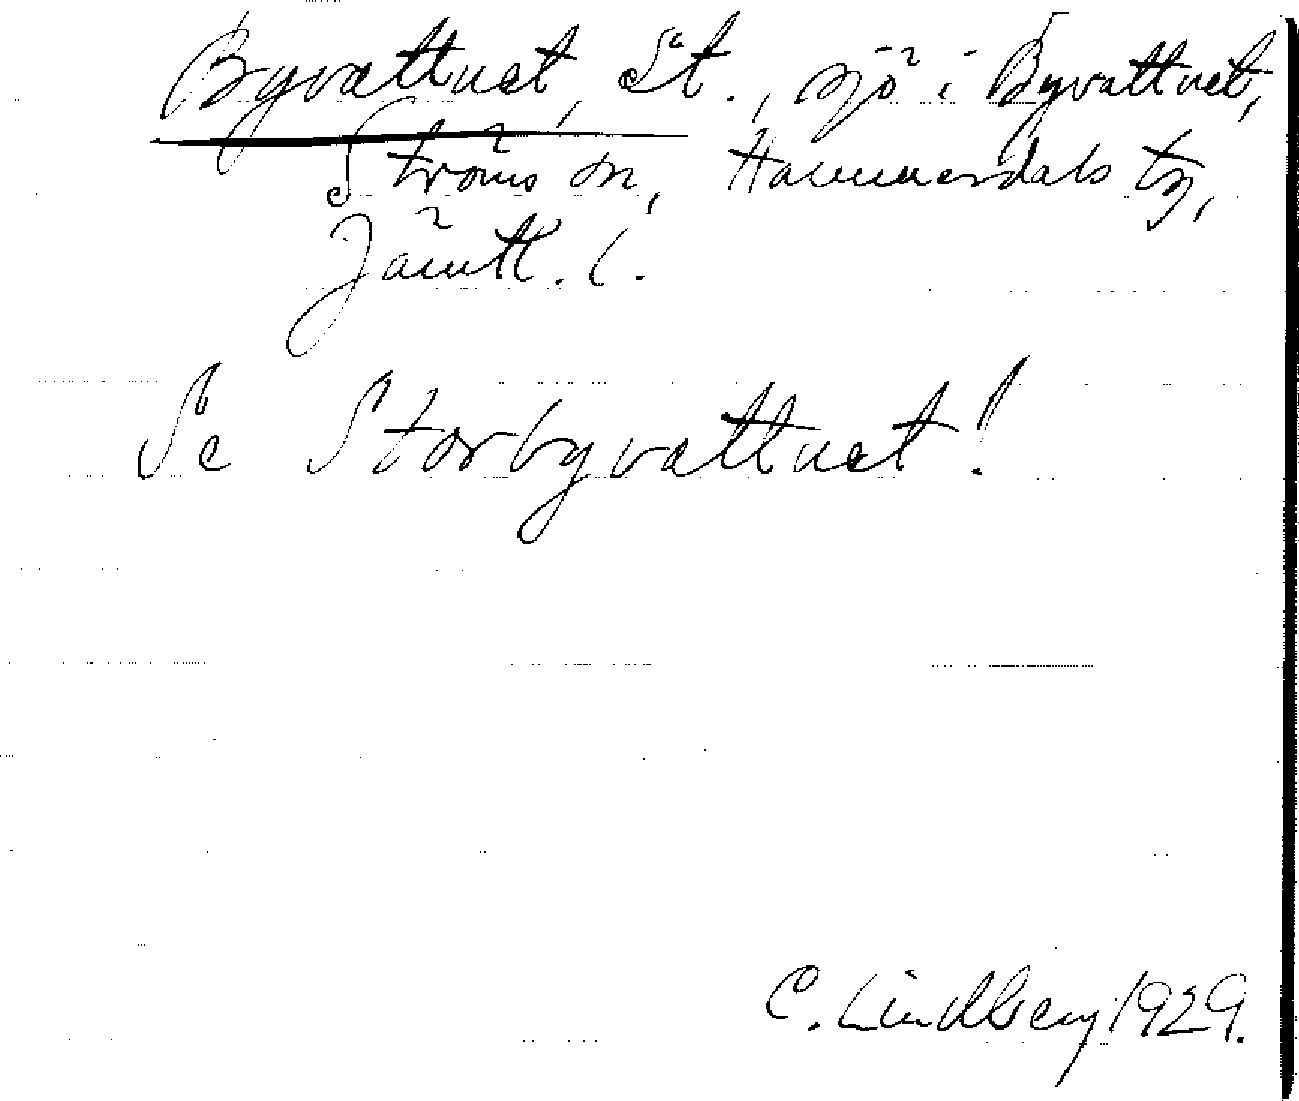 Byvattnet, St., sjö i Byvattnet,
Ströms sn, Hammerdals tg,
Jämtl. l.
Se Storbyvattnet!
C. Lindberg 1929.